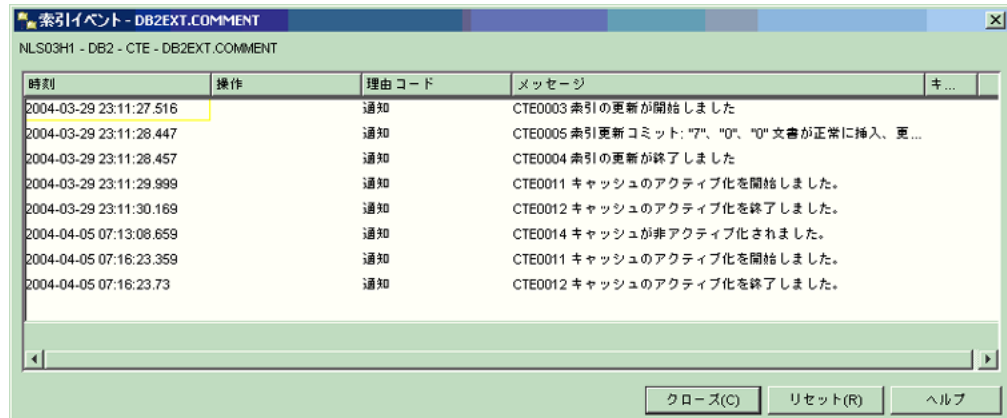 索引イベント - DB2EXT.COMMENT
NLS03H1 - DB2 - CTE - DB2EXT.COMMENT
時刻 操作 理由コード メッセージ キ...
2004-03-29 23:11:27.516 通知 CTE0003 索引の更新が開始しました
2004-03-29 23:11:28.447 通知 CTE0005 索引更新コミット: "7"、"0"、"0" 文書が正常に挿入、更...
2004-03-29 23:11:28.457 通知 CTE0004 索引の更新が終了しました
2004-03-29 23:11:29.999 通知 CTE0011 キャッシュのアクティブ化を開始しました。
2004-03-29 23:11:30.169 通知 CTE0012 キャッシュのアクティブ化を終了しました。
2004-04-05 07:13:08.659 通知 CTE0014 キャッシュが非アクティブ化されました。
2004-04-05 07:16:23.359 通知 CTE0011 キャッシュのアクティブ化を開始しました。
2004-04-05 07:16:23.73 通知 CTE0012 キャッシュのアクティブ化を終了しました。
クローズ(C) リセット(R) ヘルプ